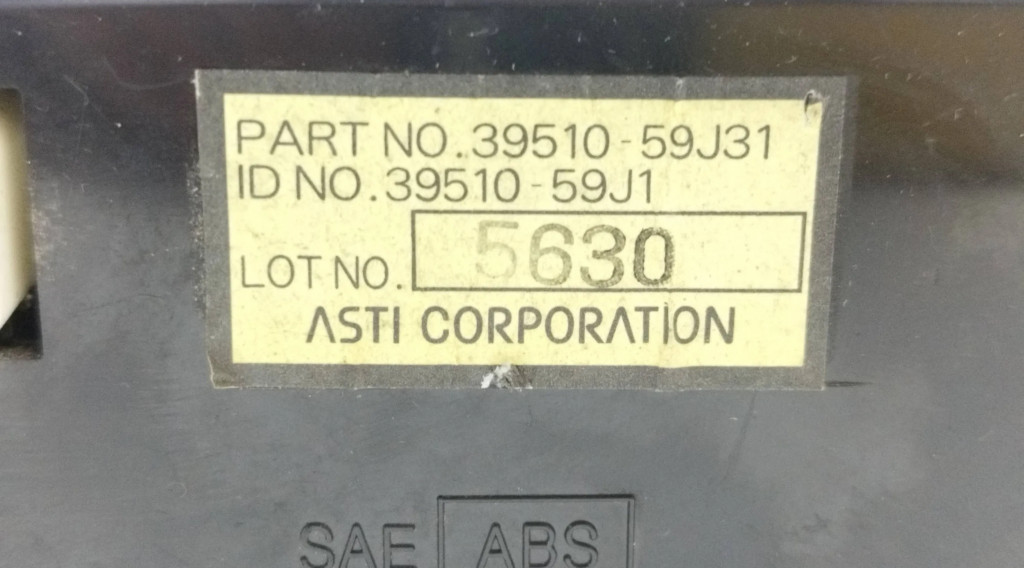 PART NO. 39510-59J31
ID NO. 39510-59J1
LOT NO. 5630
ASTI CORPORATION
SAE ABS